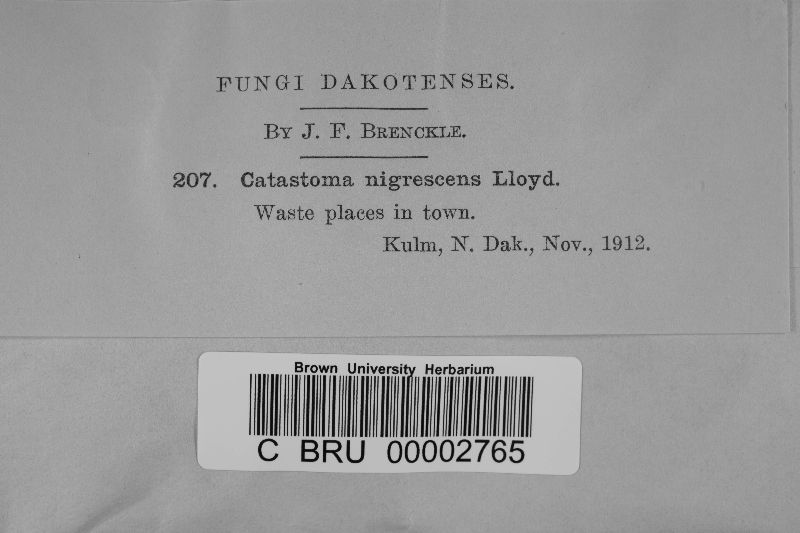 FUNGI DAKOTENSES.
BY J. F. BRENCKLE.
207. Catastoma nigrescens Lloyd.
Waste places in town.
Kulm, N. Dak., Nov., 1912.
Brown University Herbarium
C BRU 00002765